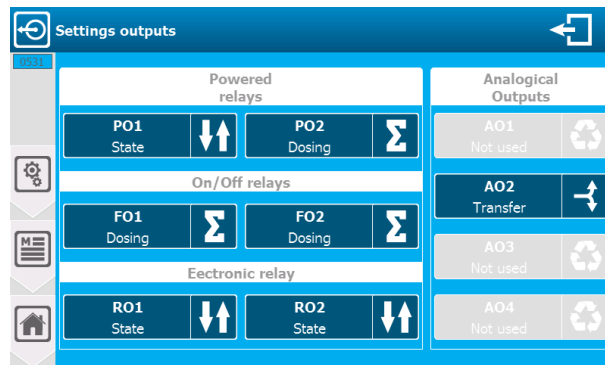 Settings outputs
0531
Powered
relays
PO1
State
PO2
Dosing
Σ
On/Off relays
FO1
Dosing
Σ
FO2
Dosing
Σ
Eectronic relay
RO1
State
RO2
State
Analogical
Outputs
AO1
Not used
AO2
Transfer
AO3
Not used
AO4
Not used
M